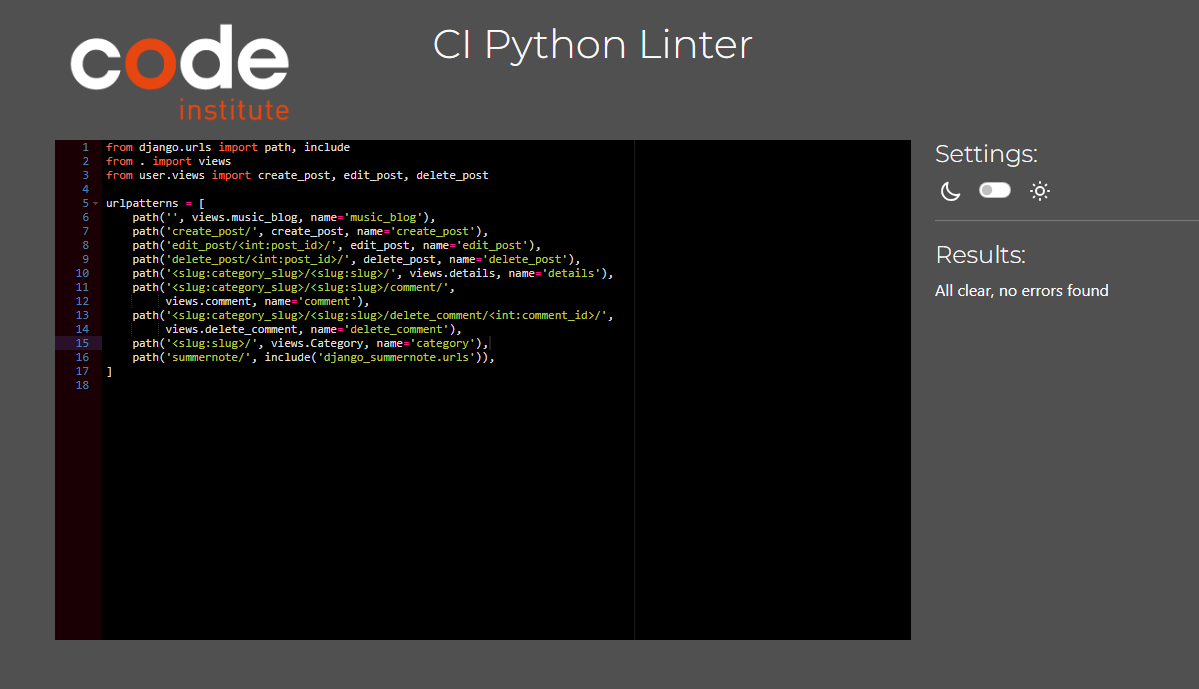 code
institute
CI Python Linter
1 from django.urls import path, include
2 from . import views
3 from user.views import create_post, edit_post, delete_post
4
5 urlpatterns = [
6     path('', views.music_blog, name='music_blog'),
7     path('create_post/', create_post, name='create_post'),
8     path('edit_post/<int:post_id>/', edit_post, name='edit_post'),
9     path('delete_post/<int:post_id>/', delete_post, name='delete_post'),
10     path('<slug:category_slug>/<slug:slug>/', views.details, name='details'),
11     path('<slug:category_slug>/<slug:slug>/comment/',
12          views.comment, name='comment'),
13     path('<slug:category_slug>/<slug:slug>/delete_comment/<int:comment_id>/',
14          views.delete_comment, name='delete_comment'),
15     path('<slug:slug>/', views.Category, name='category'),
16     path('summernote/', include('django_summernote.urls')),
17 ]
18
Settings:
Results:
All clear, no errors found